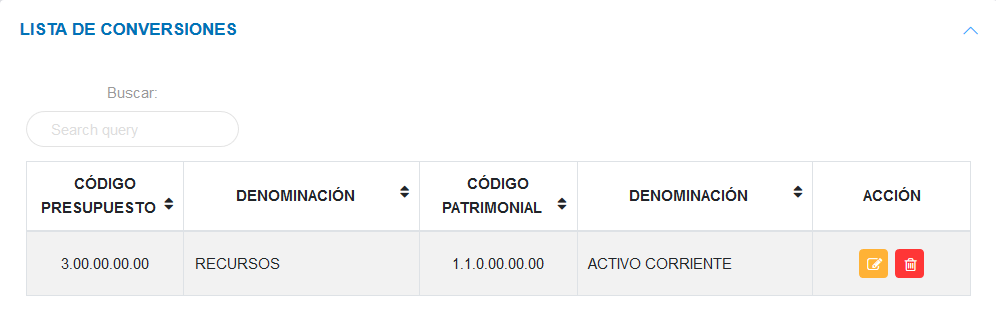 LISTA DE CONVERSIONES
Buscar:
Search query
CÓDIGO
PRESUPUESTO
DENOMINACIÓN
CÓDIGO
PATRIMONIAL
DENOMINACIÓN
ACCIÓN
3.00.00.00.00
RECURSOS
1.1.0.00.00.00
ACTIVO CORRIENTE